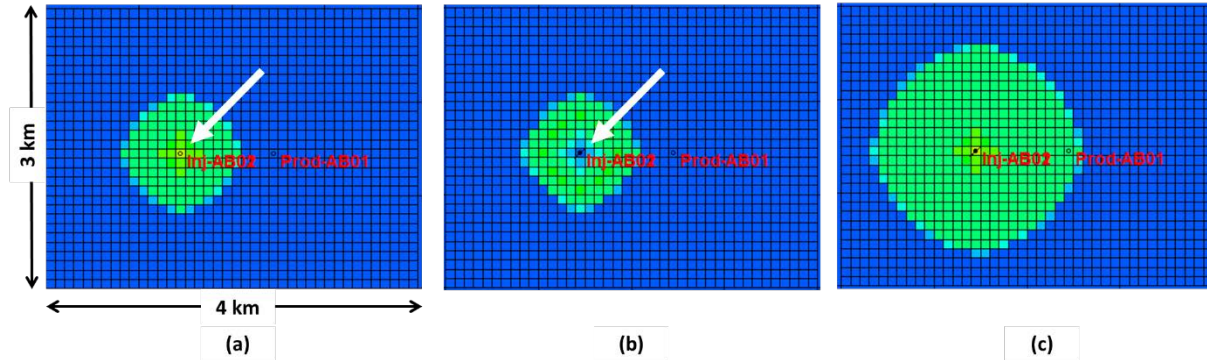 3 km
Inj-AB02
Prod-AB01
Inj-AB02
Prod-AB01
Inj-AB02
Prod-AB01
4 km
(a)
(b)
(c)